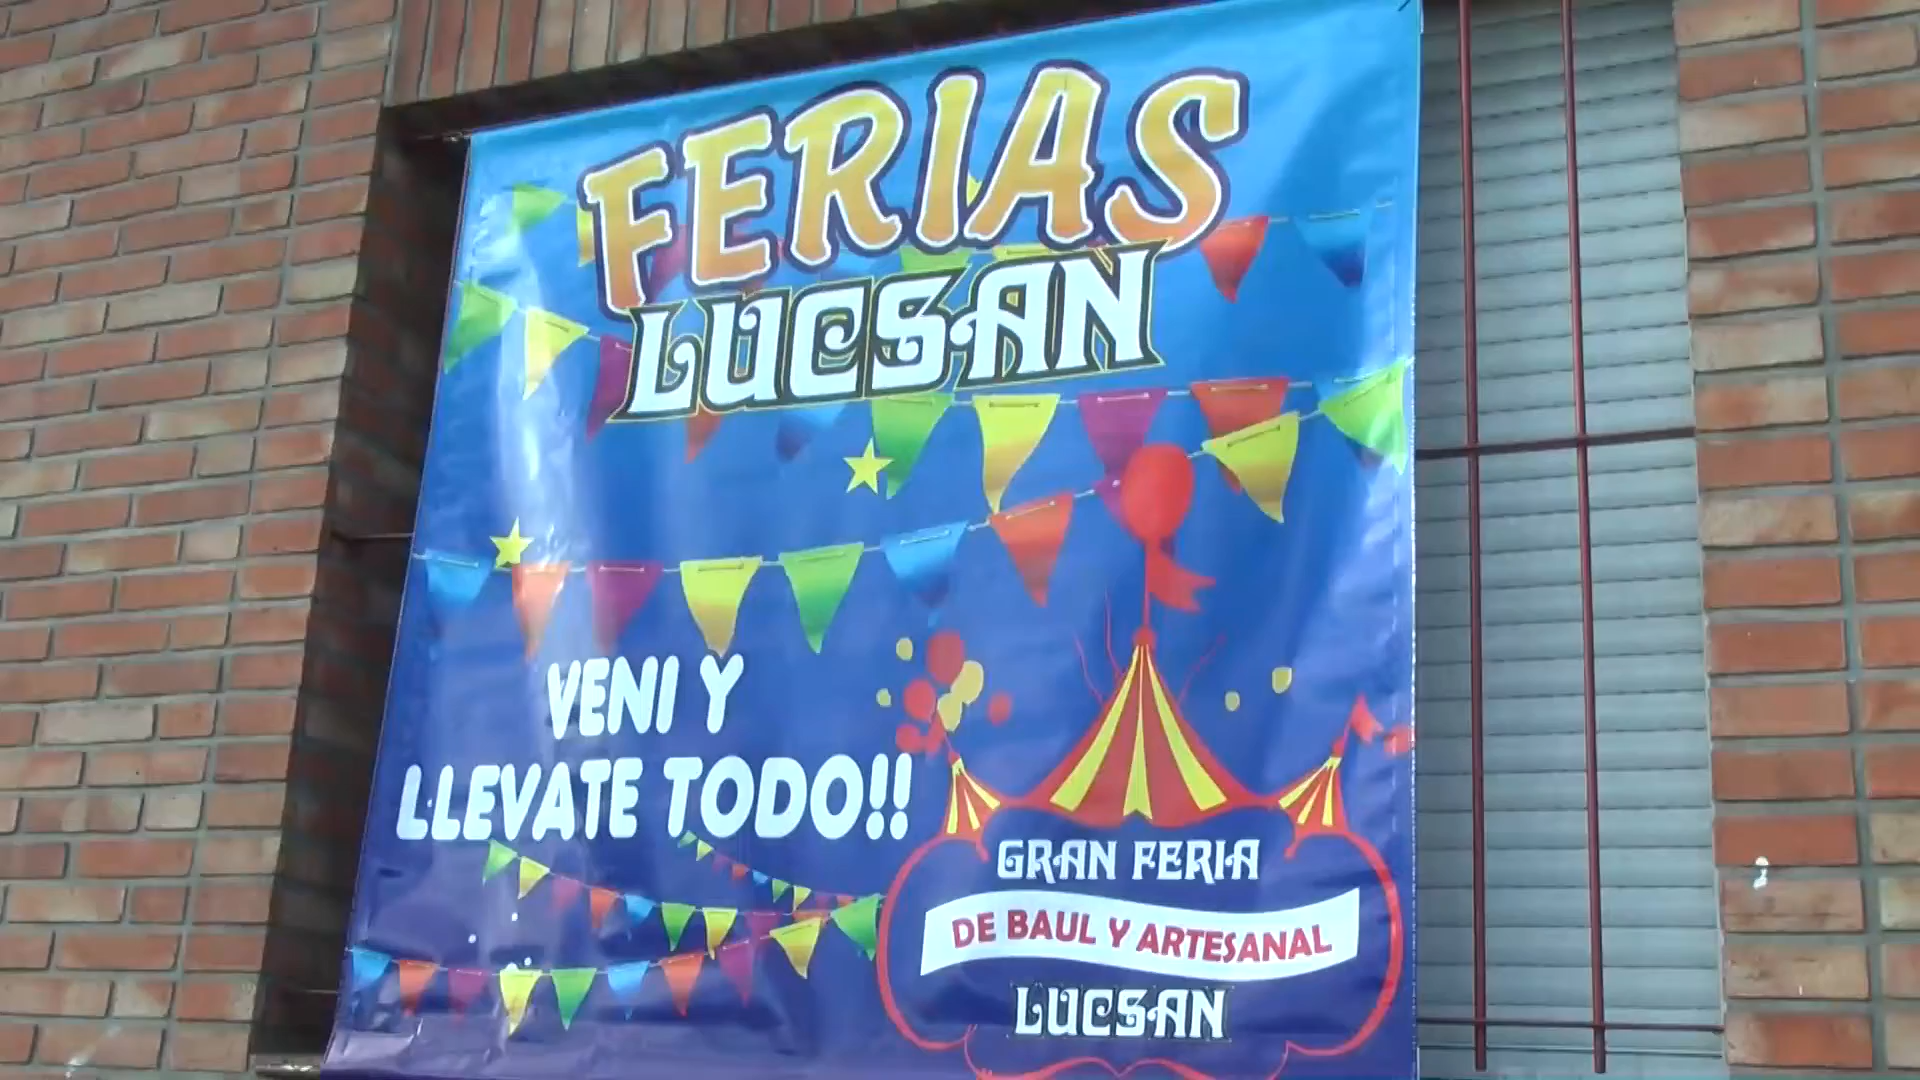 FERIAS
LUCSAN
VENI Y
LLEVATE TODO!!
GRAN FERIA
DE BAUL Y ARTESANAL
LUCSAN